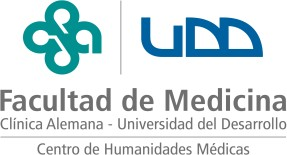 UDD
Facultad de Medicina
Clínica Alemana - Universidad del Desarrollo
Centro de Humanidades Médicas